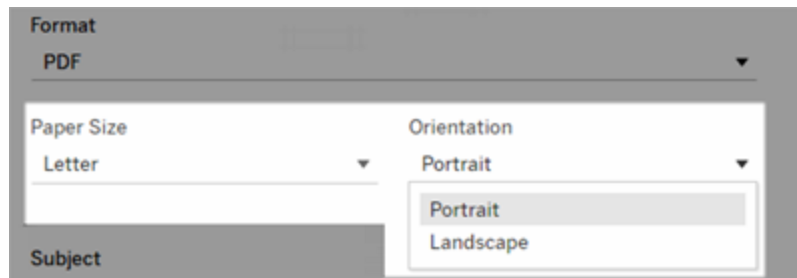 Format
PDF
Paper Size
Letter
Orientation
Portrait
Portrait
Landscape
Subject